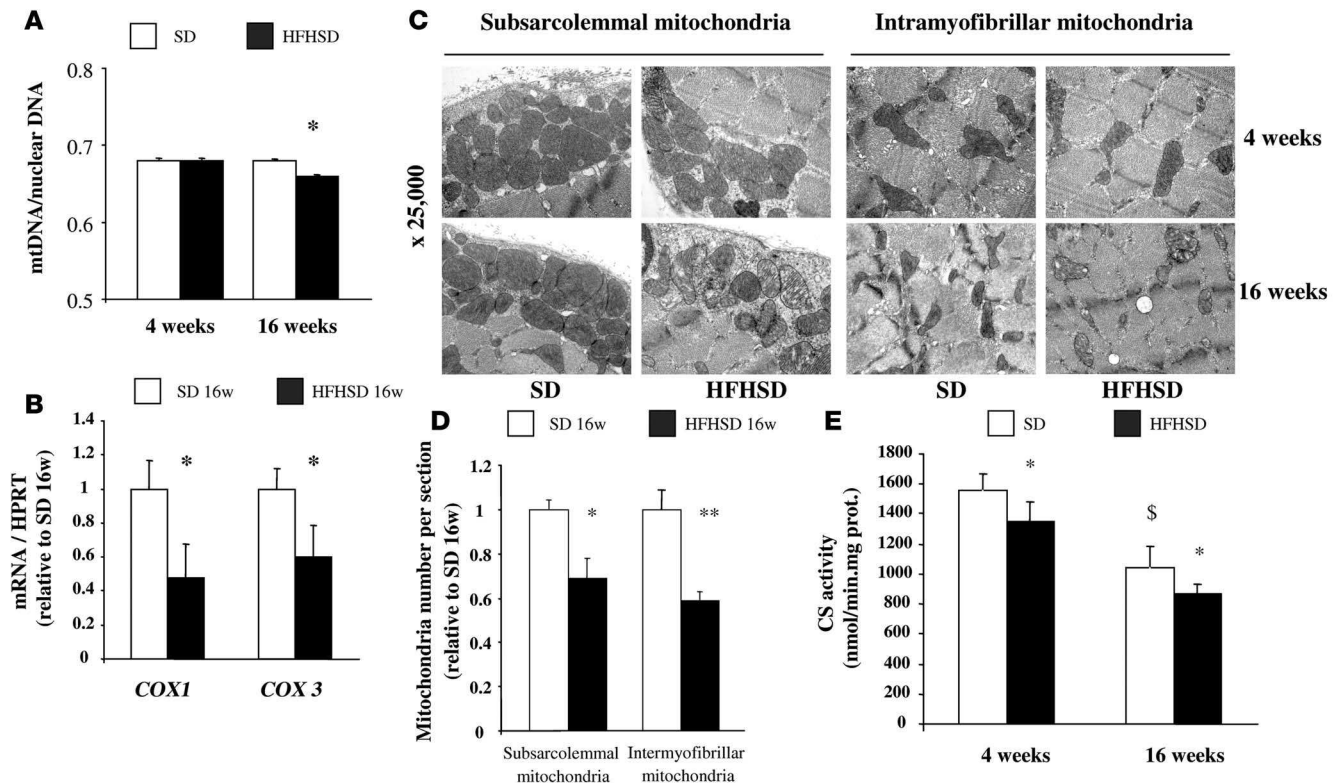 A
SD HFHSD
mtDNA/nuclear DNA
0.8
0.7
0.6
0.5
*
4 weeks 16 weeks
B
SD 16w HFHSD 16w
mRNA / HPRT
(relative to SD 16w)
1.4
1.2
1
0.8
0.6
0.4
0.2
0
* *
COX1 COX 3
C
Subsarcolemmal mitochondria Intramyofibrillar mitochondria
x 25,000
4 weeks
16 weeks
SD HFHSD SD HFHSD
D
SD 16w HFHSD 16w
Mitochondria number per section
(relative to SD 16w)
1.2
1
0.8
0.6
0.4
0.2
0
* **
Subsarcolemmal Intermyofibrillar
mitochondria mitochondria
E
SD HFHSD
CS activity
(nmol/min.mg prot.)
1800
1600
1400
1200
1000
800
600
400
200
0
* $ *
4 weeks 16 weeks